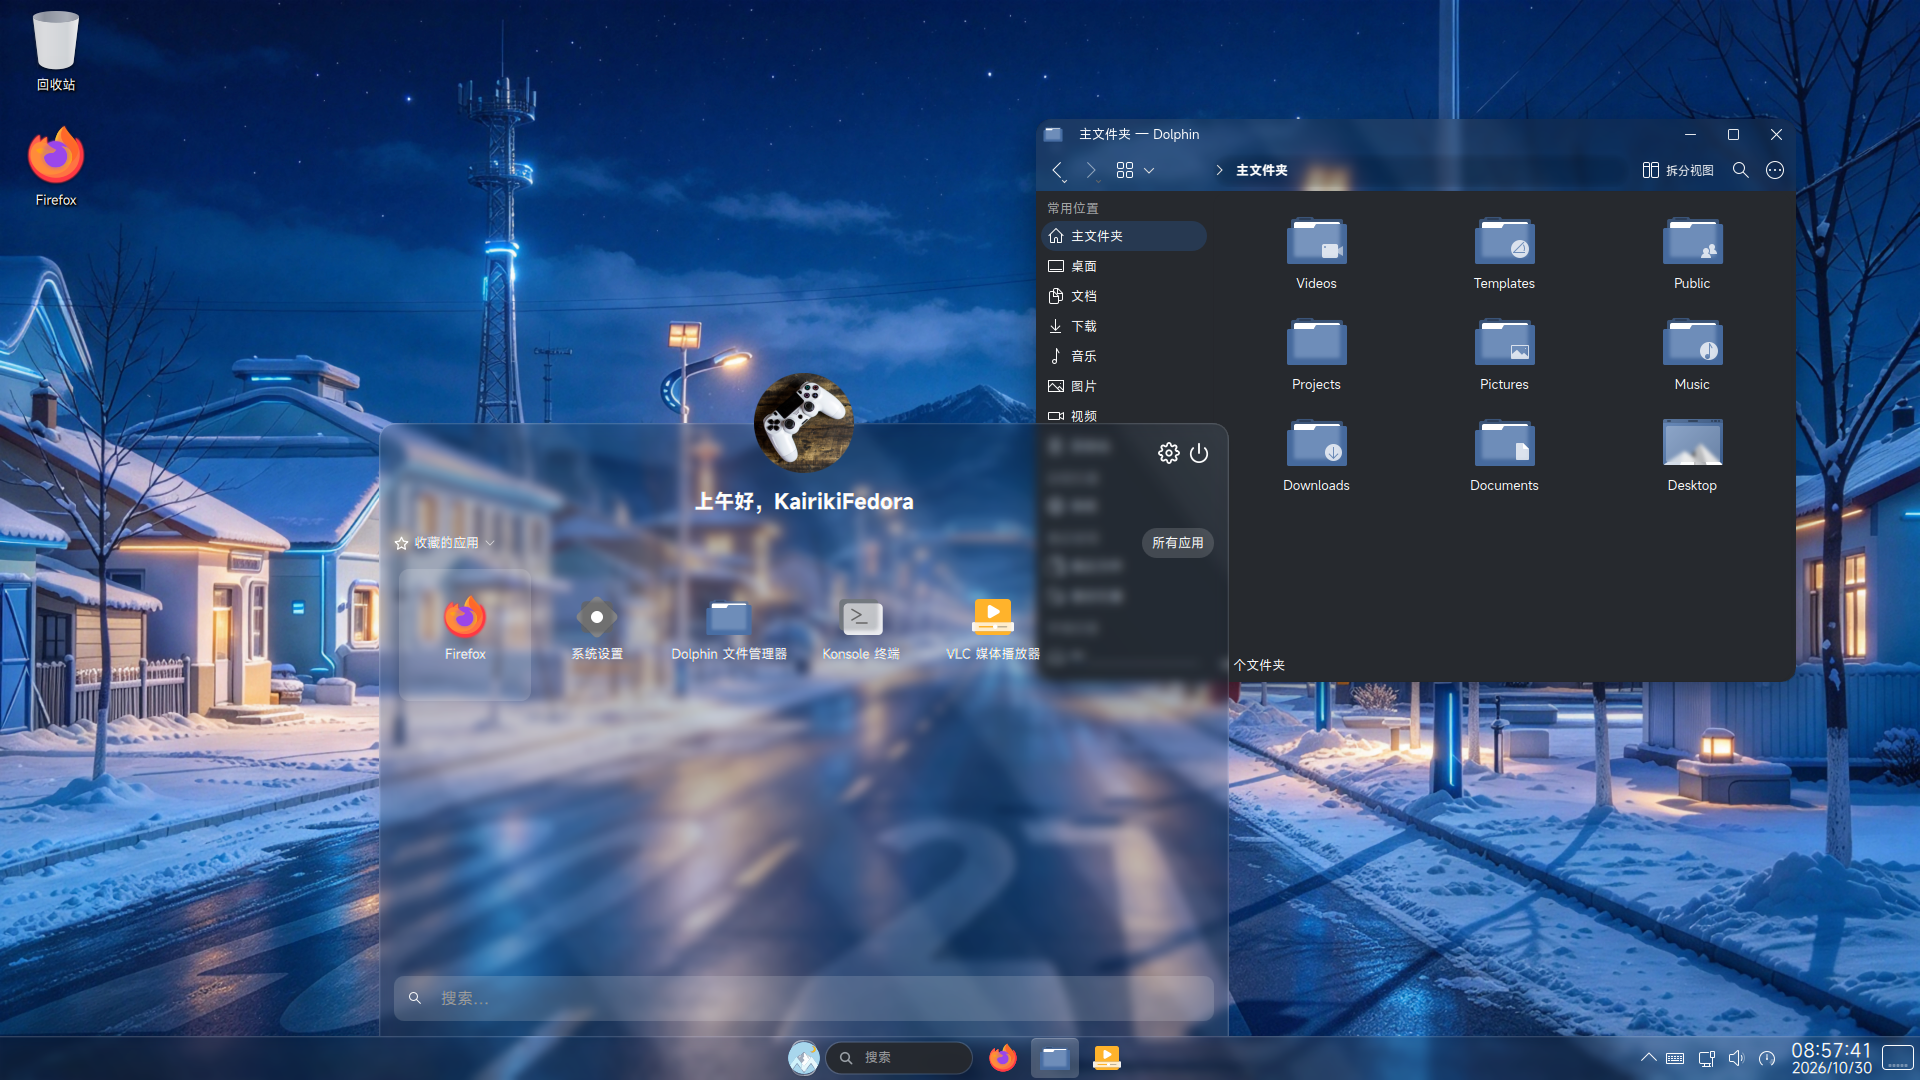 回收站
Firefox
主文件夹 — Dolphin
主文件夹
拆分视图
常用位置
主文件夹
桌面
文档
下载
音乐
图片
视频
Videos
Templates
Public
Projects
Pictures
Music
Downloads
Documents
Desktop
个文件夹
上午好，KairikiFedora
收藏的应用
所有应用
Firefox
系统设置
Dolphin 文件管理器
Konsole 终端
VLC 媒体播放器
搜索...
搜索
08:57:41
2026/10/30